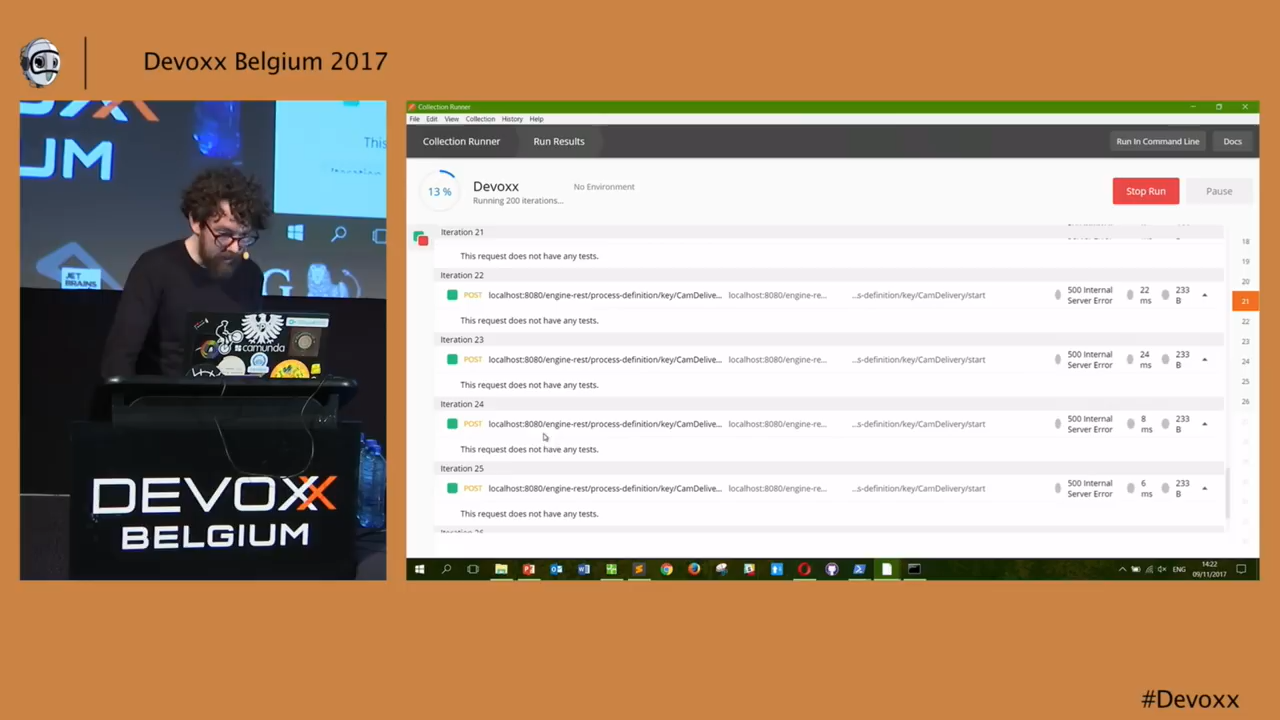 Devoxx Belgium 2017
UM
This
JET
BRAINS
camunda
DEVOXX
BELGIUM
Collection Runner
File Edit View Collection History Help
Collection Runner Run Results Run In Command Line Docs
13 % Devoxx No Environment Stop Run Pause
Running 200 iterations...
Iteration 21
This request does not have any tests.
Iteration 22
POST localhost:8080/engine-rest/process-definition/key/CamDelive... localhost:8080/engine-re... ...s-definition/key/CamDelivery/start 500 Internal Server Error 22 ms 233 B
This request does not have any tests.
Iteration 23
POST localhost:8080/engine-rest/process-definition/key/CamDelive... localhost:8080/engine-re... ...s-definition/key/CamDelivery/start 500 Internal Server Error 24 ms 233 B
This request does not have any tests.
Iteration 24
POST localhost:8080/engine-rest/process-definition/key/CamDelive... localhost:8080/engine-re... ...s-definition/key/CamDelivery/start 500 Internal Server Error 8 ms 233 B
This request does not have any tests.
Iteration 25
POST localhost:8080/engine-rest/process-definition/key/CamDelive... localhost:8080/engine-re... ...s-definition/key/CamDelivery/start 500 Internal Server Error 6 ms 233 B
This request does not have any tests.
18
19
20
21
22
23
24
25
26
ENG
14:22
09/11/2017
#Devoxx